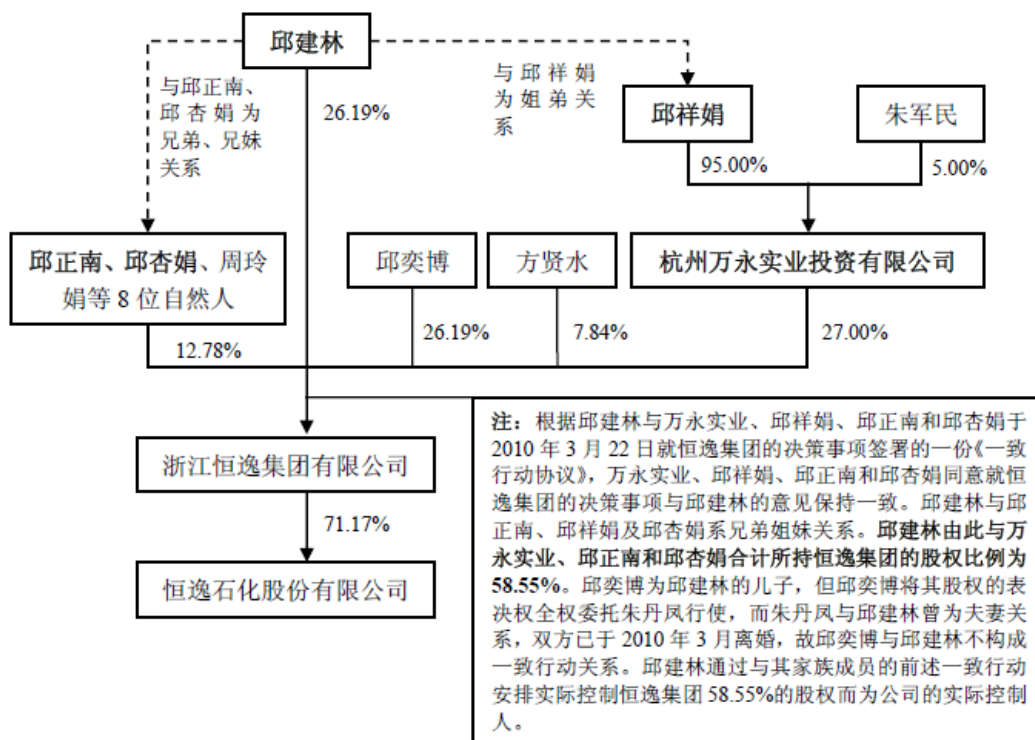 邱建林
与邱正南、
邱杏娟为
兄弟、兄妹
关系
26.19%
与邱祥娟
为姐弟关
系
邱祥娟
朱军民
95.00%
5.00%
邱正南、邱杏娟、周玲
娟等 8 位自然人
邱奕博
方贤水
杭州万永实业投资有限公司
12.78%
26.19%
7.84%
27.00%
浙江恒逸集团有限公司
71.17%
恒逸石化股份有限公司
注：根据邱建林与万永实业、邱祥娟、邱正南和邱杏娟于
2010 年 3 月 22 日就恒逸集团的决策事项签署的一份《一致
行动协议》，万永实业、邱祥娟、邱正南和邱杏娟同意就恒
逸集团的决策事项与邱建林的意见保持一致。邱建林与邱
正南、邱祥娟及邱杏娟系兄弟姐妹关系。邱建林由此与万
永实业、邱正南和邱杏娟合计所持恒逸集团的股权比例为
58.55%。邱奕博为邱建林的儿子，但邱奕博将其股权的表
决权全权委托朱丹凤行使，而朱丹凤与邱建林曾为夫妻关
系，双方已于 2010 年 3 月离婚，故邱奕博与邱建林不构成
一致行动关系。邱建林通过与其家族成员的前述一致行动
安排实际控制恒逸集团 58.55%的股权而为公司的实际控制
人。